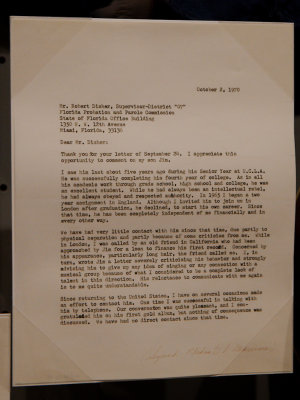 October 2, 1970
Mr. Robert Disher, Supervisor-District "07"
Florida Probation and Parole Commission
State of Florida Office Building
1350 N. W. 12th Avenue
Miami, Florida, 33136
Dear Mr. Disher:
Thank you for your letter of September 28. I appreciate this
opportunity to comment on my son Jim.
I saw him last about five years ago during his Senior Year at U.C.L.A.
He was successfully completing his fourth year of college. As in all
his academic work through grade school, high school and college, he was
an excellent student. While he had always been an intellectual rebel,
he had always obeyed and respected authority. In 1965 I began a two
year assignment in England. Although I invited him to join us in
London after graduation, he declined, to start his own career. Since
that time, he has been completely independent of me financially and in
every other way.
We have had very little contact with him since that time, due partly to
physical separation and partly because of some criticism from me. While
in London, I was called by an old friend in California who had been
approached by Jim for a loan to finance his first record. Concerned by
his appearance, particularly long hair, the friend called me. I, in
turn, wrote Jim a letter severely criticizing his behavior and strongly
advising him to give up any idea of singing or any connection with a
musical group because of what I considered to be a complete lack of
talent in this direction. His reluctance to communicate with me again
is to me quite understandable.
Since returning to the United States, I have on several occasions made
an effort to contact him. One time I was successful in talking with
him by telephone. Our conversation was quite pleasant, and I con-
gratulated him on his first gold album, but nothing of consequence was
discussed. We have had no direct contact since that time.